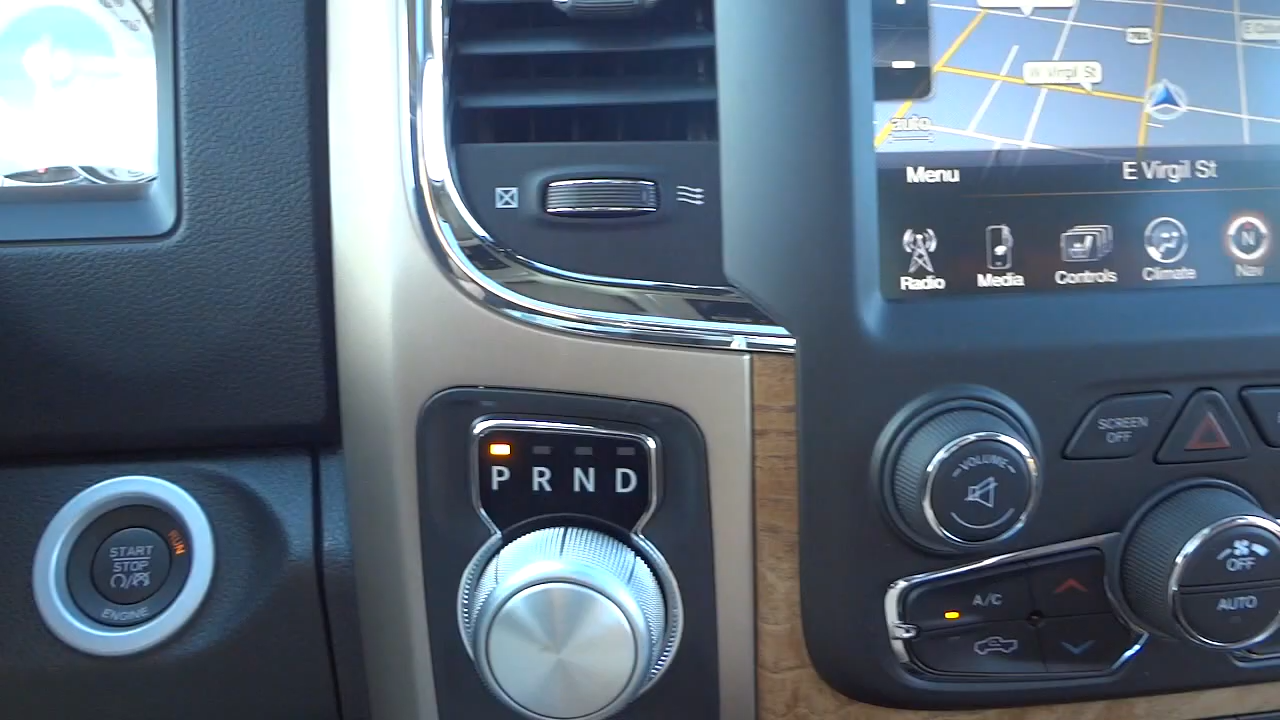 W Virgil St
auto
Menu
E Virgil St
Radio
Media
Controls
Climate
N
Nav
P R N D
START
STOP
RUN
ENGINE
VOLUME
SCREEN
OFF
OFF
AUTO
A/C